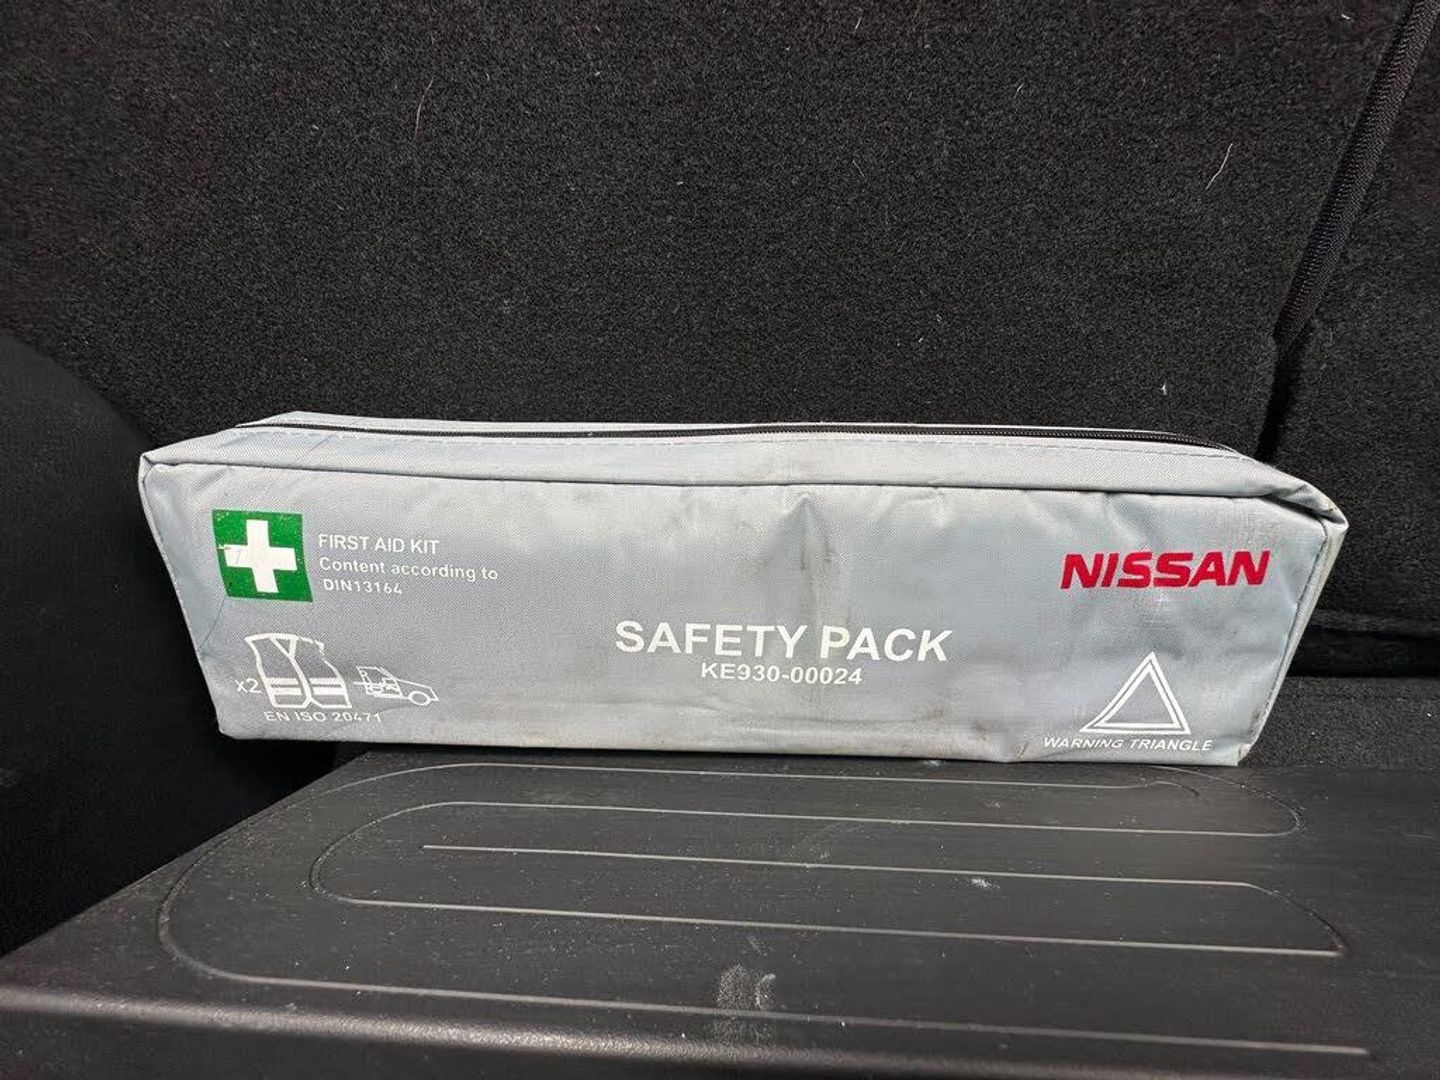 FIRST AID KIT
Content according to
DIN13164
NISSAN
SAFETY PACK
KE930-00024
x2
EN ISO 20471
WARNING TRIANGLE